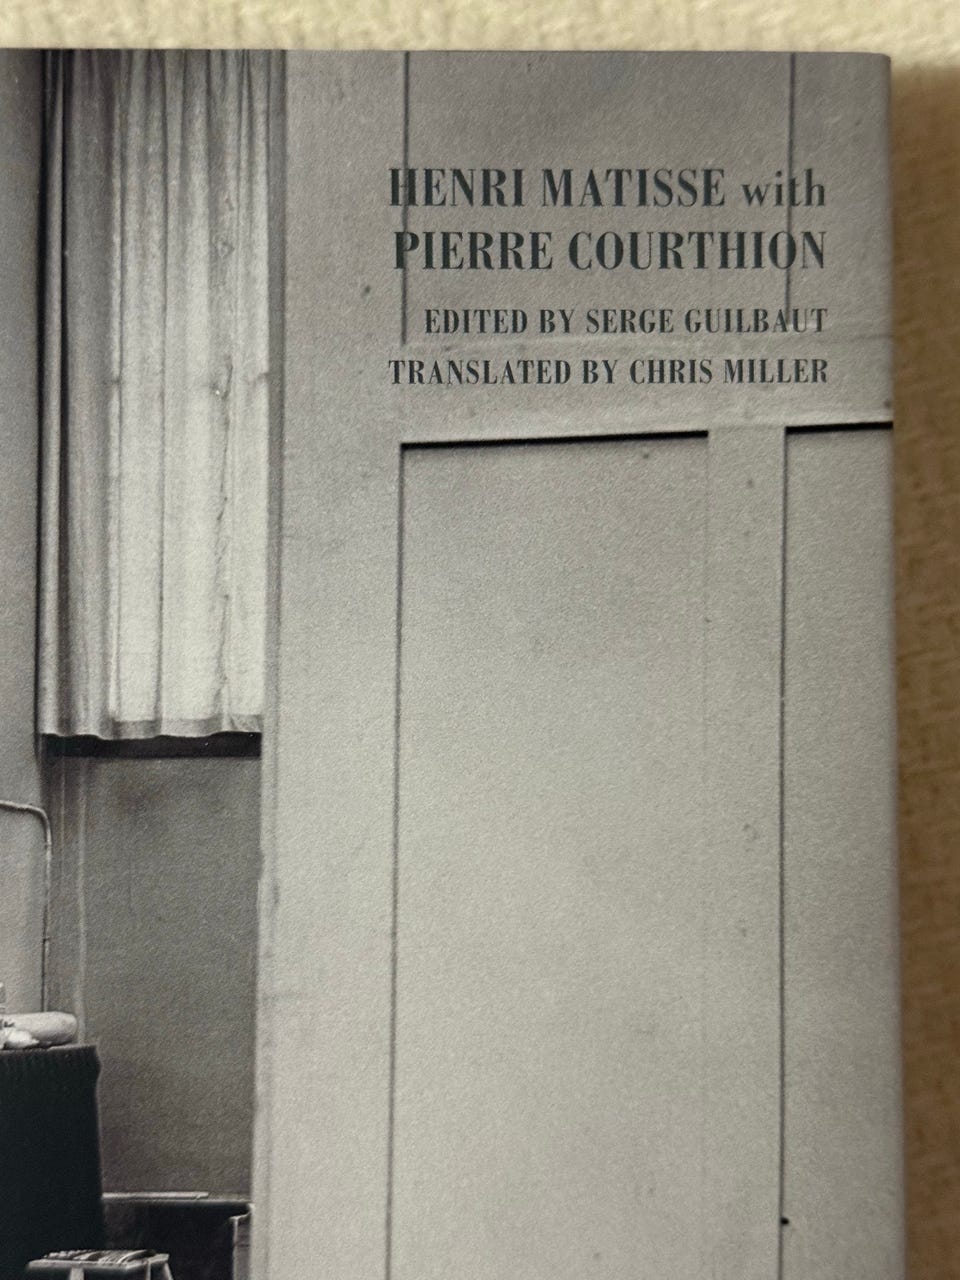 HENRI MATISSE with
PIERRE COURTHION
EDITED BY SERGE GUILBAUT
TRANSLATED BY CHRIS MILLER